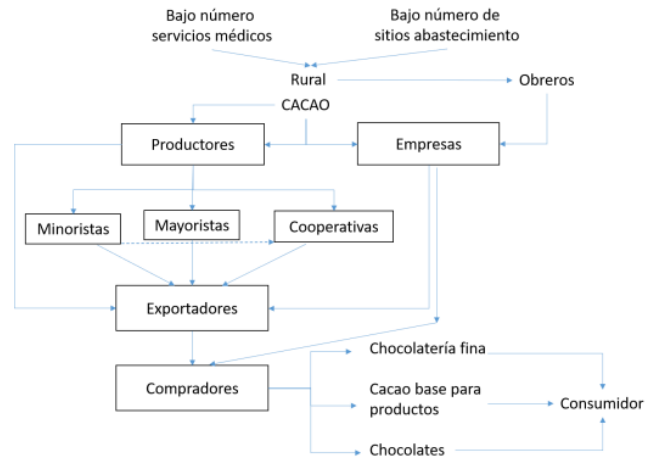 Bajo número
servicios médicos
Bajo número de
sitios abastecimiento
Rural
Obreros
CACAO
Productores
Empresas
Minoristas
Mayoristas
Cooperativas
Exportadores
Chocolatería fina
Compradores
Cacao base para
productos
Consumidor
Chocolates